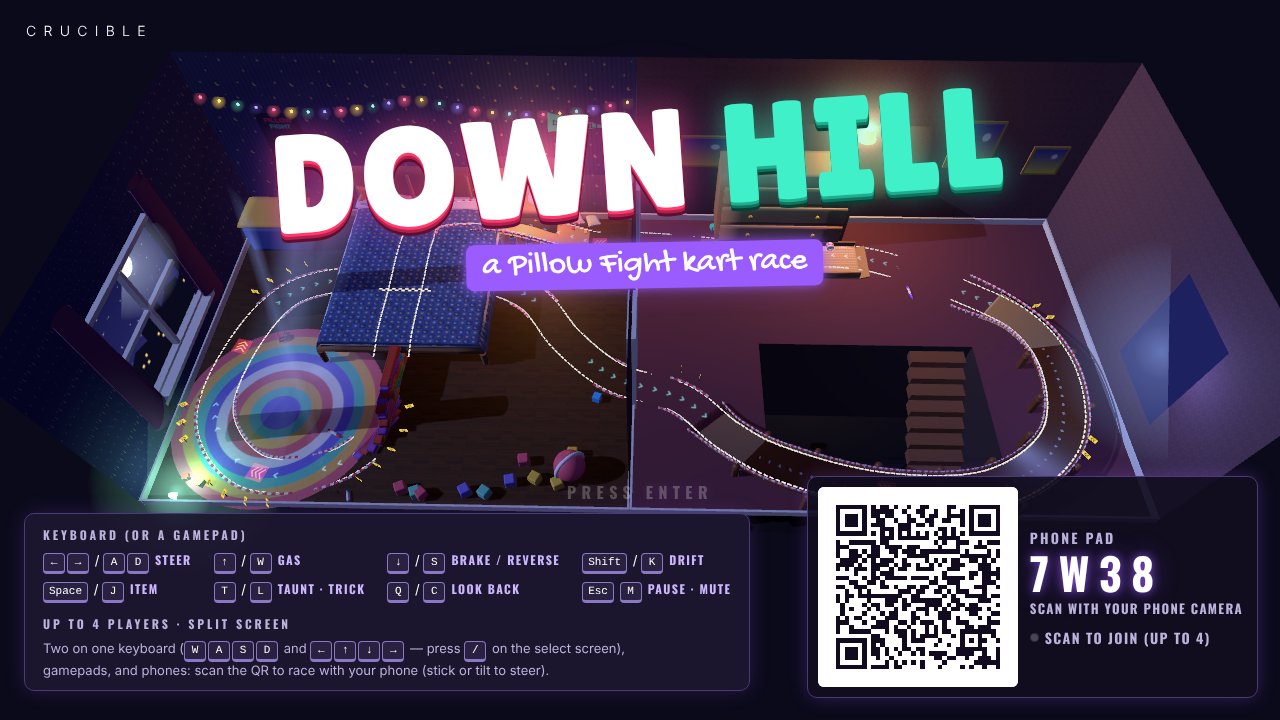 CRUCIBLE
DOWN HILL
a Pillow Fight kart race
PRESS ENTER
KEYBOARD (OR A GAMEPAD)
← → / A D STEER ↑ / W GAS ↓ / S BRAKE / REVERSE Shift / K DRIFT
Space / J ITEM T / L TAUNT · TRICK Q / C LOOK BACK Esc M PAUSE · MUTE
UP TO 4 PLAYERS · SPLIT SCREEN
Two on one keyboard (W A S D and ← ↑ ↓ → — press / on the select screen),
gamepads, and phones: scan the QR to race with your phone (stick or tilt to steer).
PHONE PAD
7W38
SCAN WITH YOUR PHONE CAMERA
SCAN TO JOIN (UP TO 4)